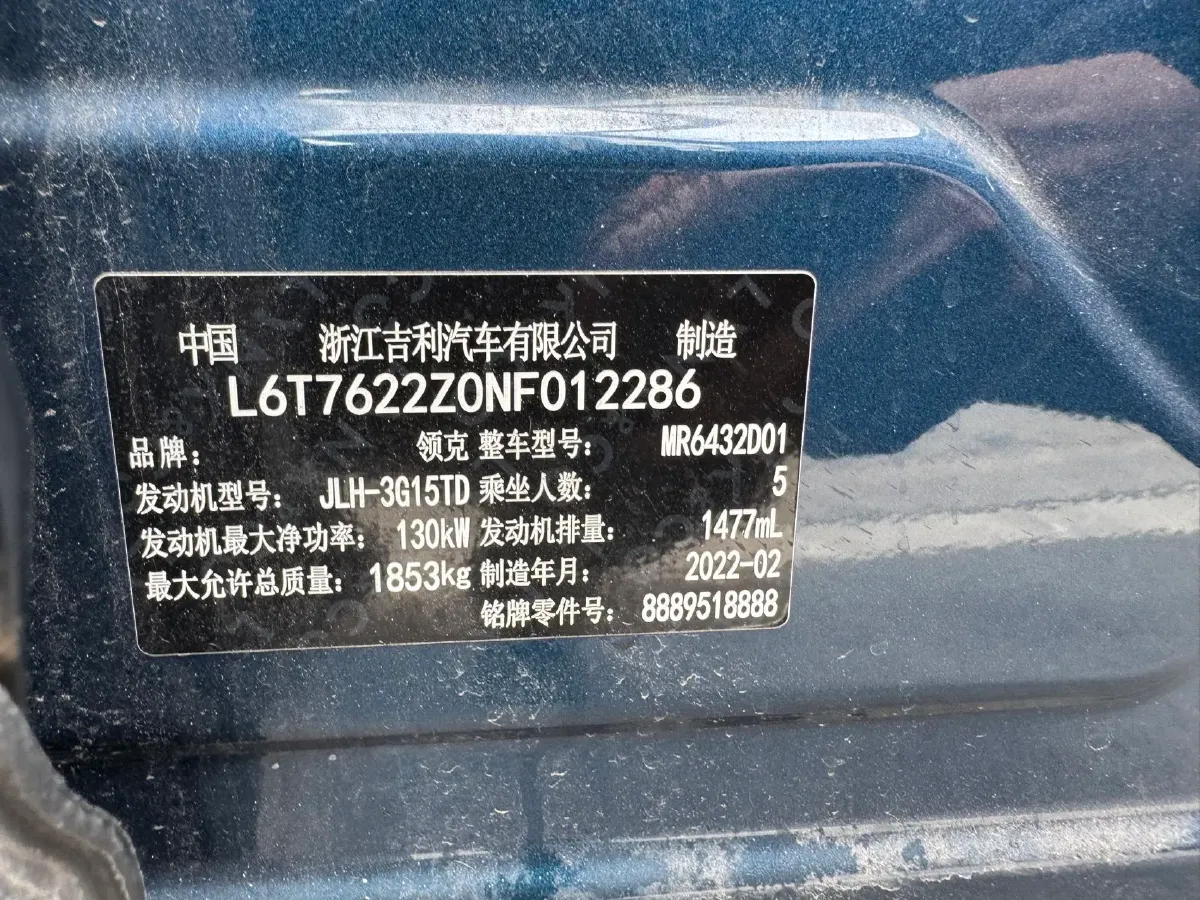 中国 浙江吉利汽车有限公司 制造
L6T7622Z0NF012286
品牌： 领克 整车型号： MR6432D01
发动机型号： JLH-3G15TD 乘坐人数： 5
发动机最大净功率： 130kW 发动机排量： 1477mL
最大允许总质量： 1853kg 制造年月： 2022-02
铭牌零件号： 8889518888